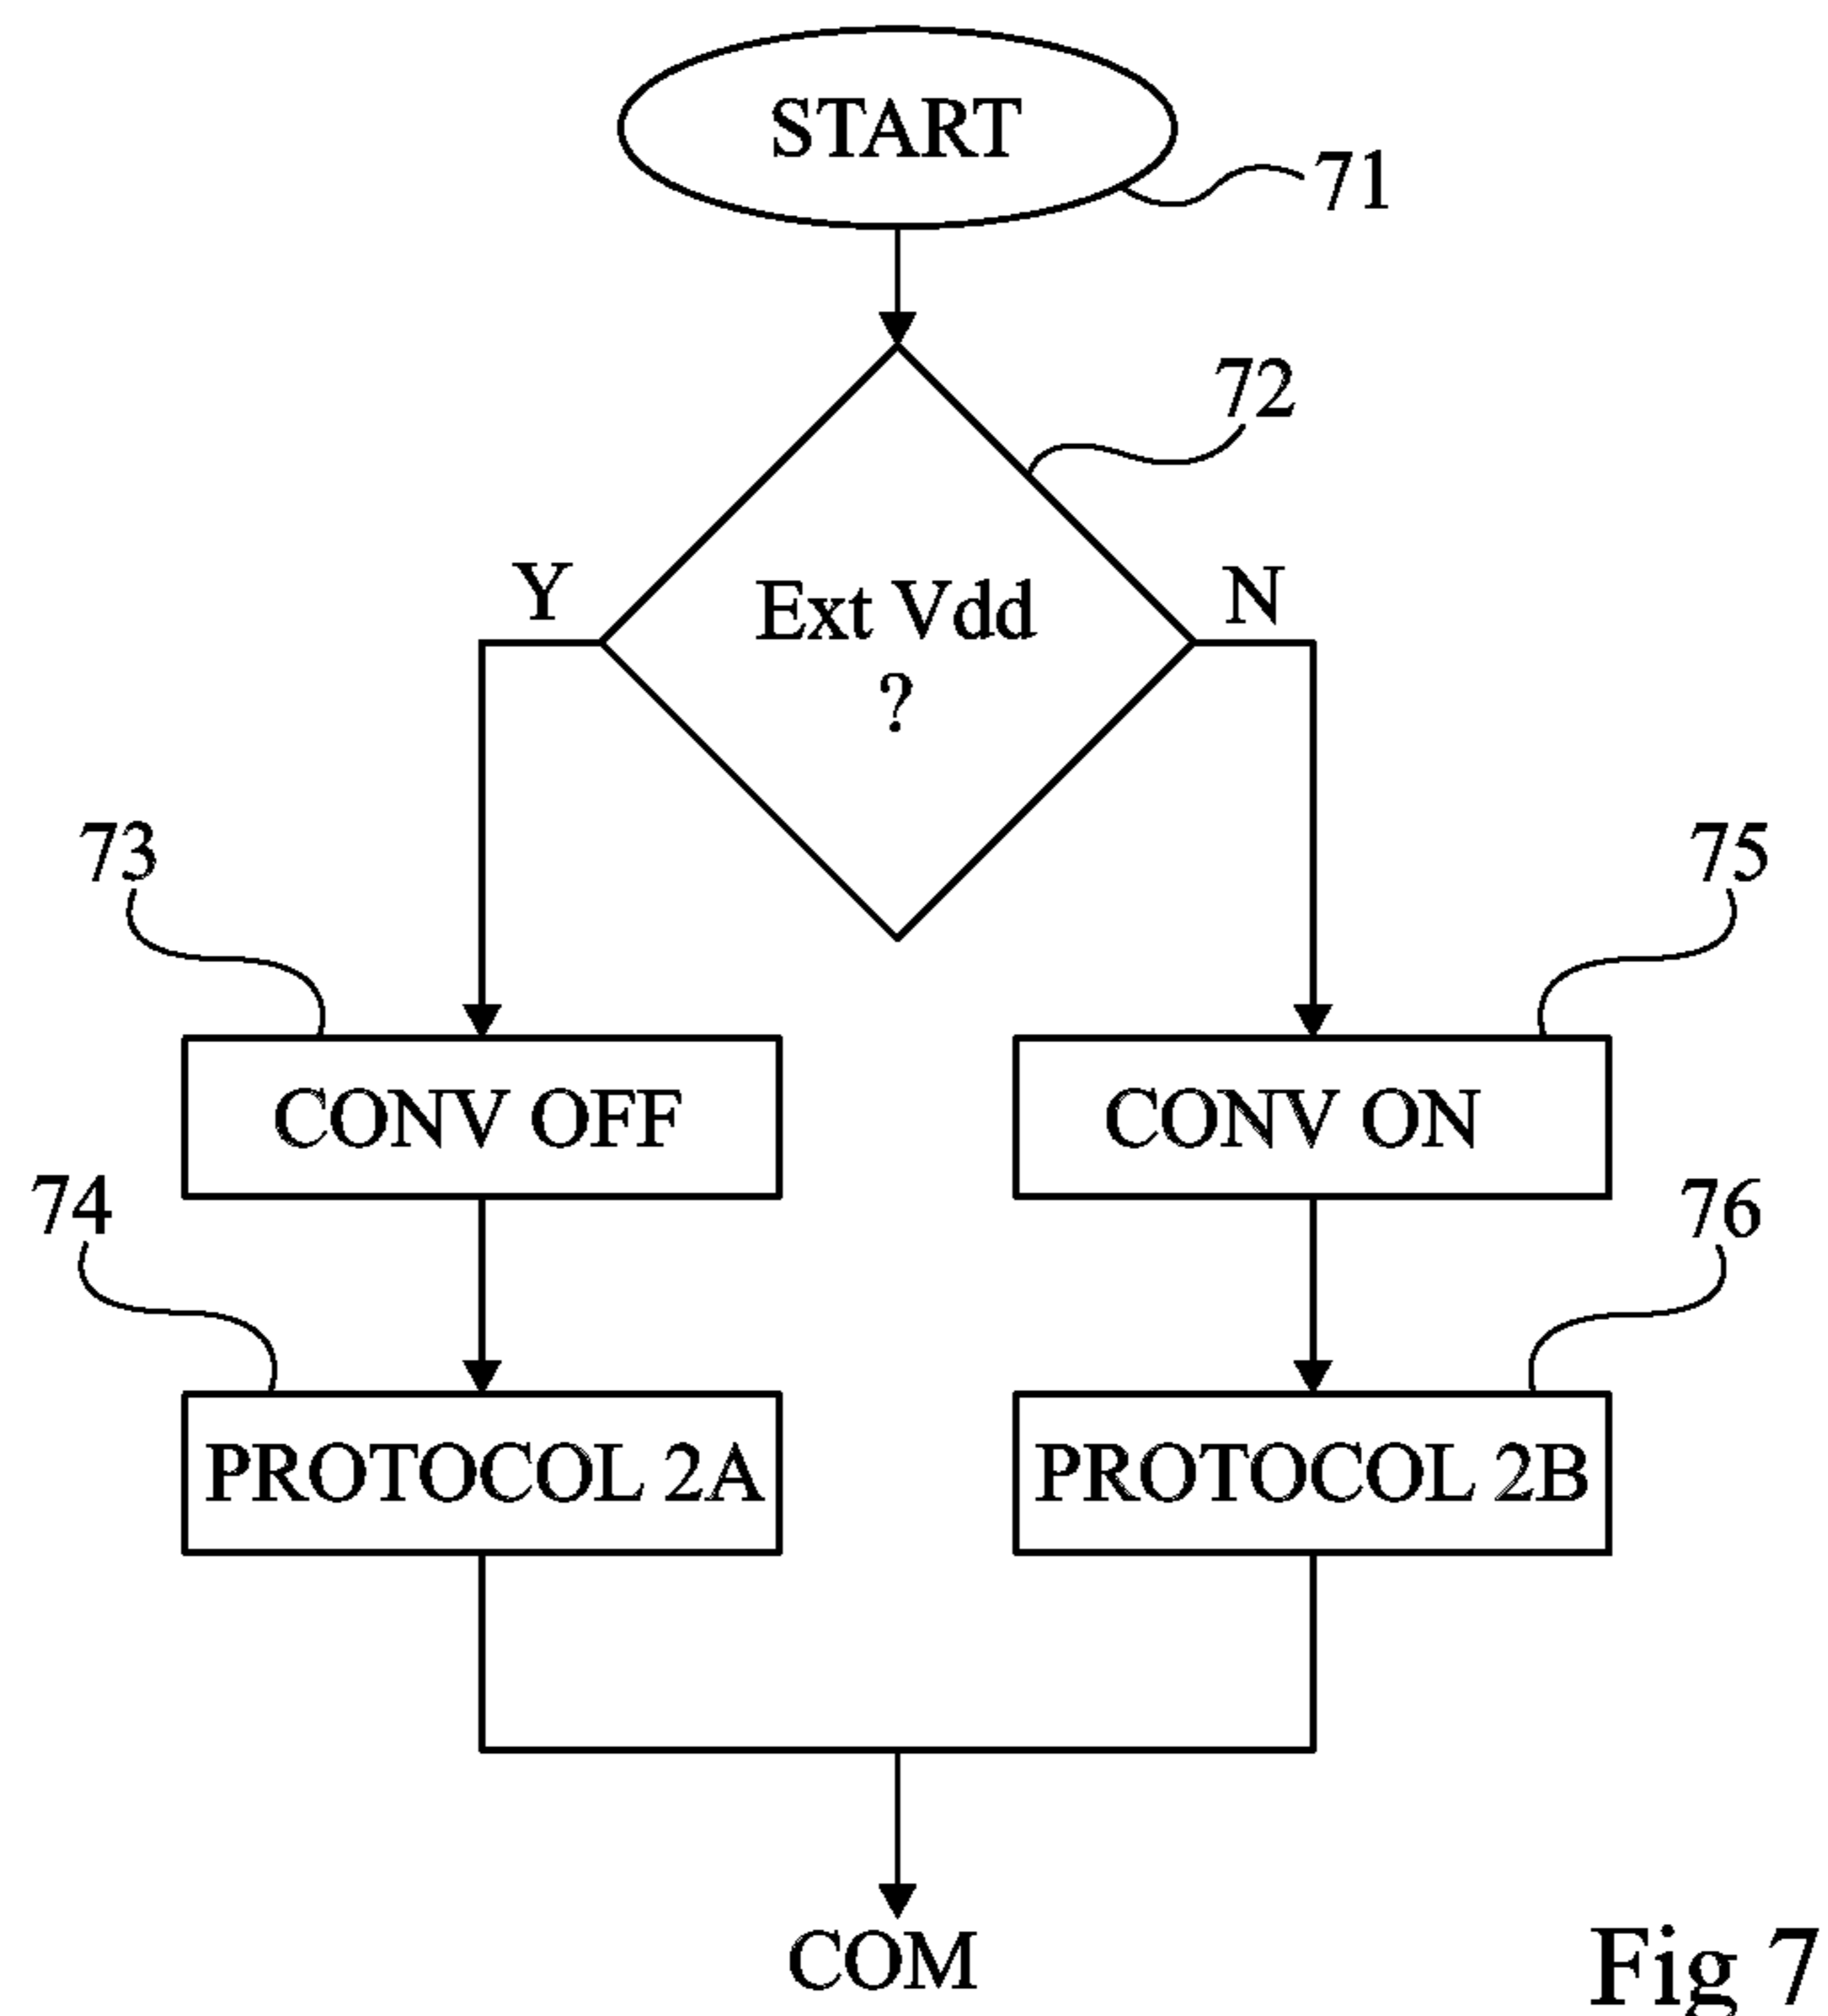 START
71
72
Y
N
Ext Vdd
?
73
75
CONV OFF
CONV ON
74
76
PROTOCOL 2A
PROTOCOL 2B
COM
Fig 7